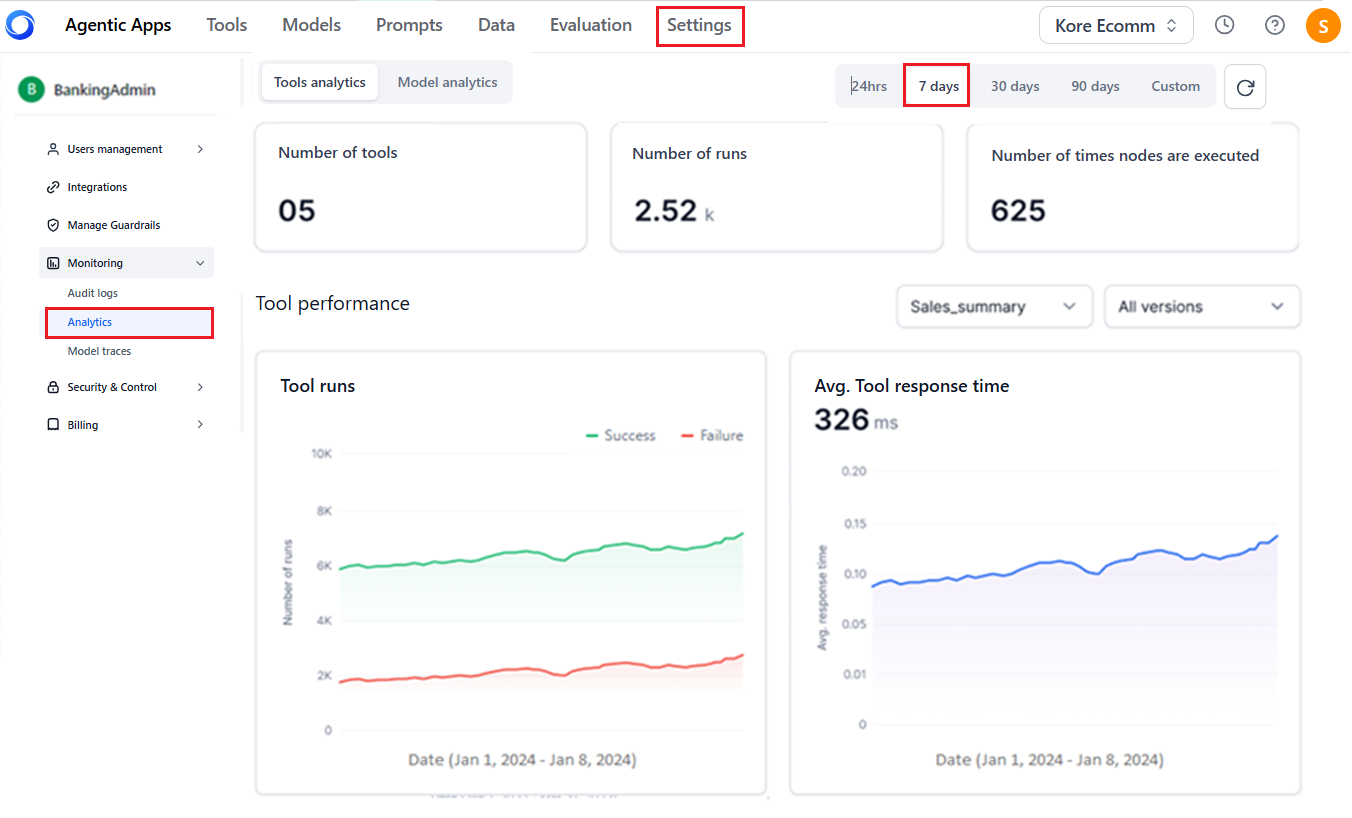 Agentic Apps Tools Models Prompts Data Evaluation Settings Kore Ecomm S
B BankingAdmin
Tools analytics Model analytics 24hrs 7 days 30 days 90 days Custom
Users management
Integrations
Manage Guardrails
Monitoring
Audit logs
Analytics
Model traces
Security & Control
Billing
Number of tools
05
Number of runs
2.52 k
Number of times nodes are executed
625
Tool performance
Sales_summary
All versions
Tool runs
Success Failure
10K
8K
6K
4K
2K
0
Number of runs
Date (Jan 1, 2024 - Jan 8, 2024)
Avg. Tool response time
326 ms
0.20
0.15
0.10
0.05
0.01
0
Avg. response time
Date (Jan 1, 2024 - Jan 8, 2024)